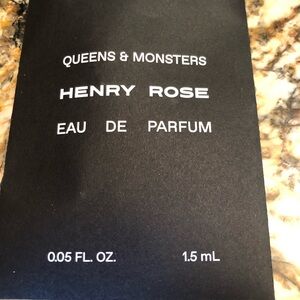 QUEENS & MONSTERS
HENRY ROSE
EAU DE PARFUM
0.05 FL. OZ. 1.5 mL